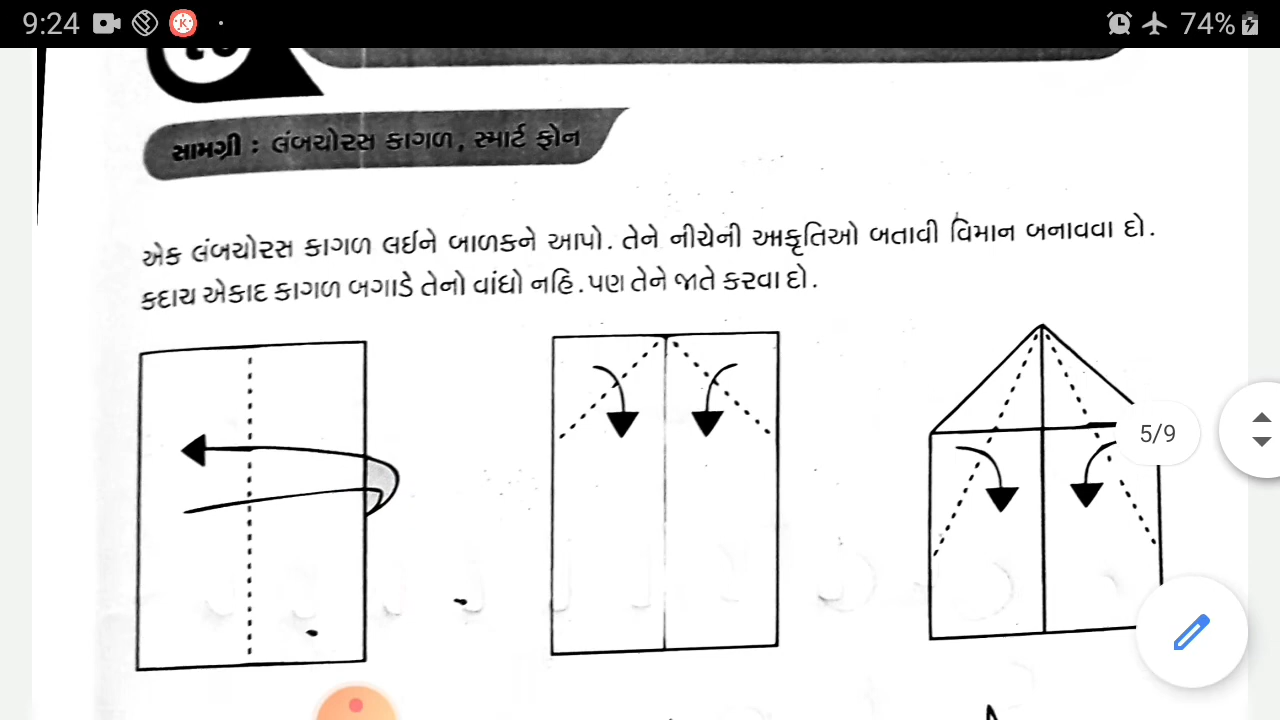 9:24
74%
સામગ્રી : લંબચોરસ કાગળ, સ્માર્ટ ફોન
એક લંબચોરસ કાગળ લઈને બાળકને આપો. તેને નીચેની આકૃતિઓ બતાવી વિમાન બનાવવા દો.
કદાચ એકાદ કાગળ બગાડે તેનો વાંધો નહિ. પણ તેને જાતે કરવા દો.
5/9